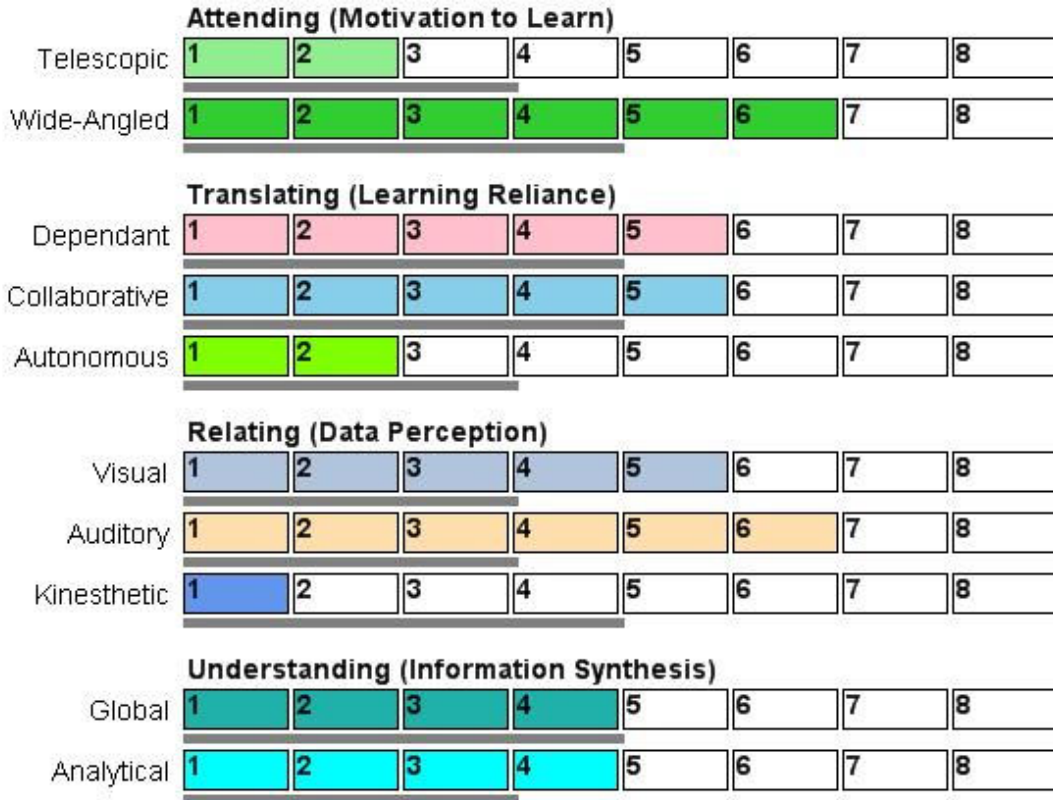 Attending (Motivation to Learn)
Telescopic 1 2 3 4 5 6 7 8
Wide-Angled 1 2 3 4 5 6 7 8
Translating (Learning Reliance)
Dependant 1 2 3 4 5 6 7 8
Collaborative 1 2 3 4 5 6 7 8
Autonomous 1 2 3 4 5 6 7 8
Relating (Data Perception)
Visual 1 2 3 4 5 6 7 8
Auditory 1 2 3 4 5 6 7 8
Kinesthetic 1 2 3 4 5 6 7 8
Understanding (Information Synthesis)
Global 1 2 3 4 5 6 7 8
Analytical 1 2 3 4 5 6 7 8